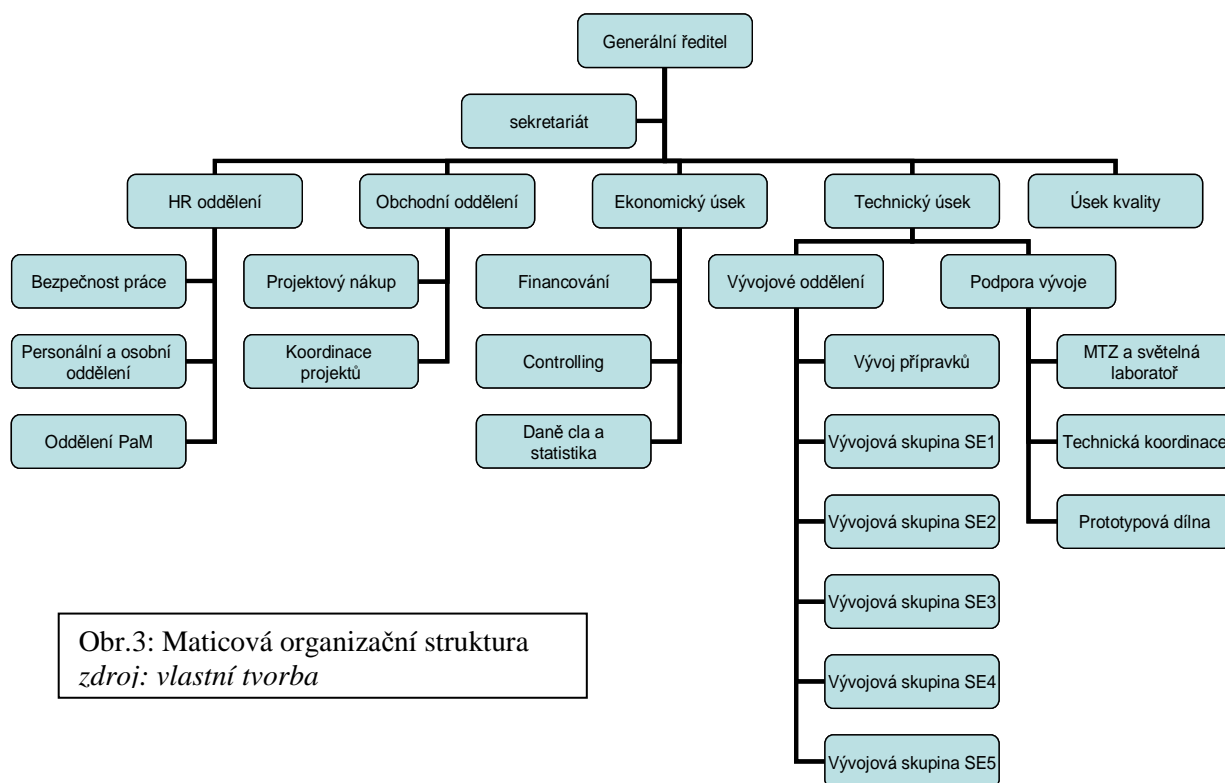 Generální ředitel
sekretariát
HR oddělení
Obchodní oddělení
Ekonomický úsek
Technický úsek
Úsek kvality
Bezpečnost práce
Projektový nákup
Financování
Vývojové oddělení
Podpora vývoje
Personální a osobní
oddělení
Koordinace
projektů
Controlling
Vývoj přípravků
MTZ a světelná
laboratoř
Oddělení PaM
Daně cla a
statistika
Vývojová skupina SE1
Technická koordinace
Vývojová skupina SE2
Prototypová dílna
Vývojová skupina SE3
Vývojová skupina SE4
Vývojová skupina SE5
Obr.3: Maticová organizační struktura
zdroj: vlastní tvorba